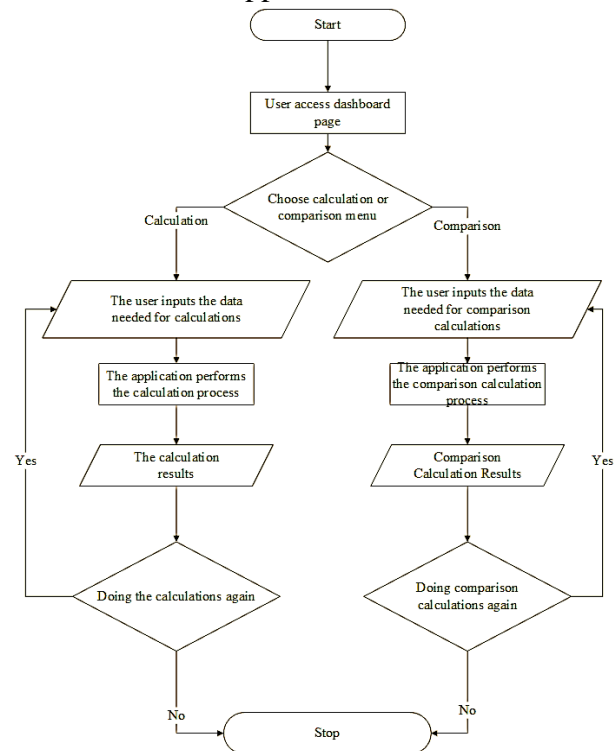 Start
User access dashboard
page
Choose calculation or
comparison menu
Calculation
Comparison
The user inputs the data
needed for calculations
The user inputs the data
needed for comparison
calculations
The application performs
the calculation process
The application performs
the comparison calculation
process
Yes
The calculation
results
Comparison
Calculation Results
Yes
Doing the calculations again
Doing comparison
calculations again
No
No
Stop